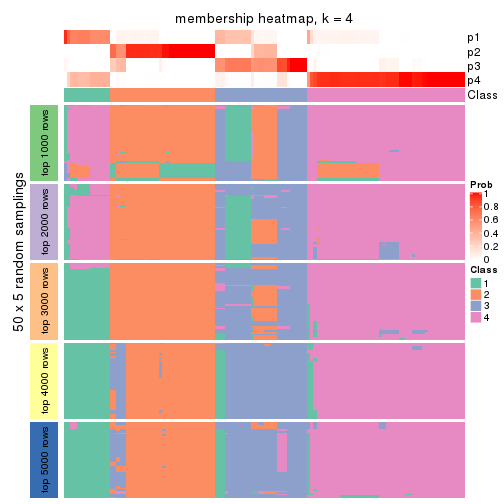 membership heatmap, k = 4
p1
p2
p3
p4
Class
50 x 5 random samplings
top 1000 rows
top 2000 rows
top 3000 rows
top 4000 rows
top 5000 rows
Prob
1
0.8
0.6
0.4
0.2
0
Class
1
2
3
4